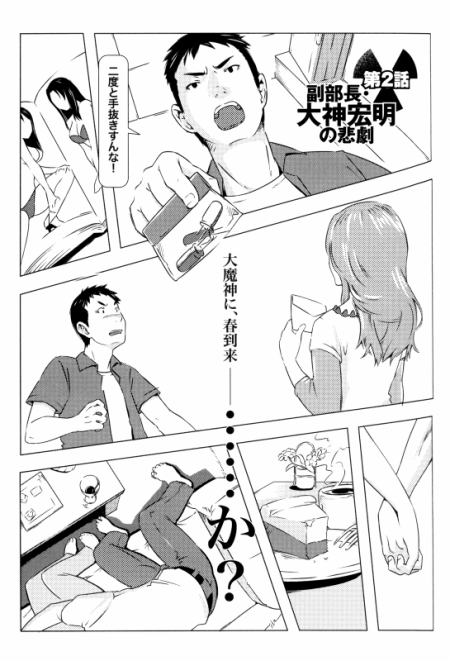 第2話
副部長・
大神宏明
の悲劇
二度と手抜きすんな！
大魔神に、春到来
――・・・・・か？